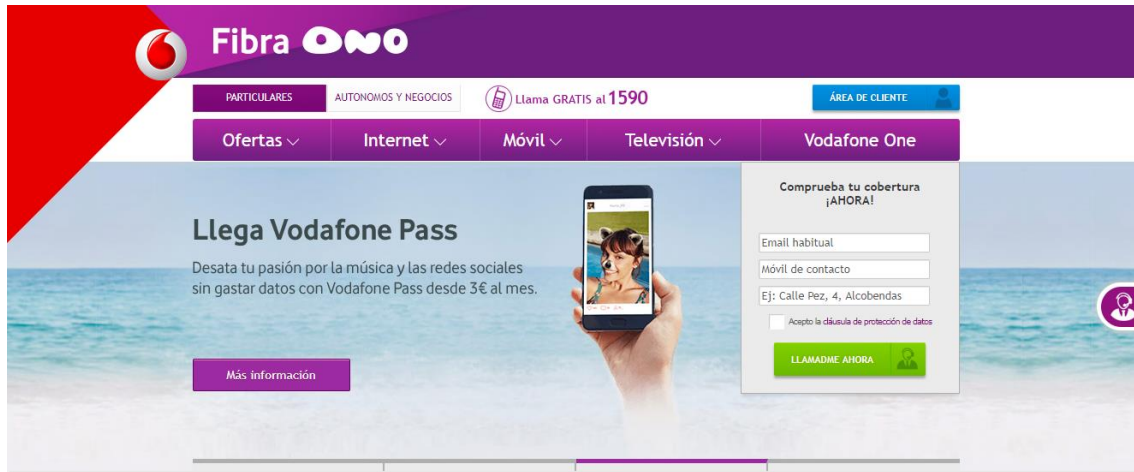 Fibra ONO
PARTICULARES
AUTONOMOS Y NEGOCIOS
Llama GRATIS al 1590
ÁREA DE CLIENTE
Ofertas
Internet
Móvil
Televisión
Vodafone One
Llega Vodafone Pass
Desata tu pasión por la música y las redes sociales
sin gastar datos con Vodafone Pass desde 3€ al mes.
Más información
Comprueba tu cobertura
¡AHORA!
Email habitual
Móvil de contacto
Ej: Calle Pez, 4, Alcobendas
Acepto la cláusula de protección de datos
LLAMADME AHORA